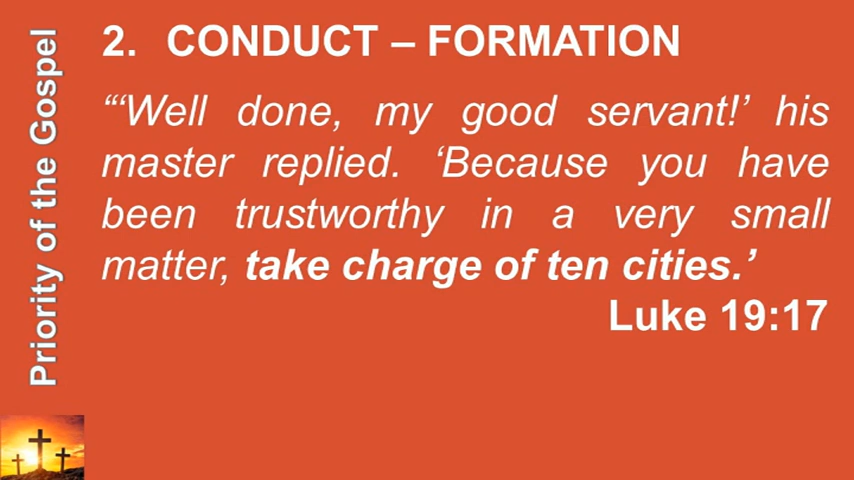 Priority of the Gospel
2. CONDUCT – FORMATION
“‘Well done, my good servant!’ his
master replied. ‘Because you have
been trustworthy in a very small
matter, take charge of ten cities.’
Luke 19:17